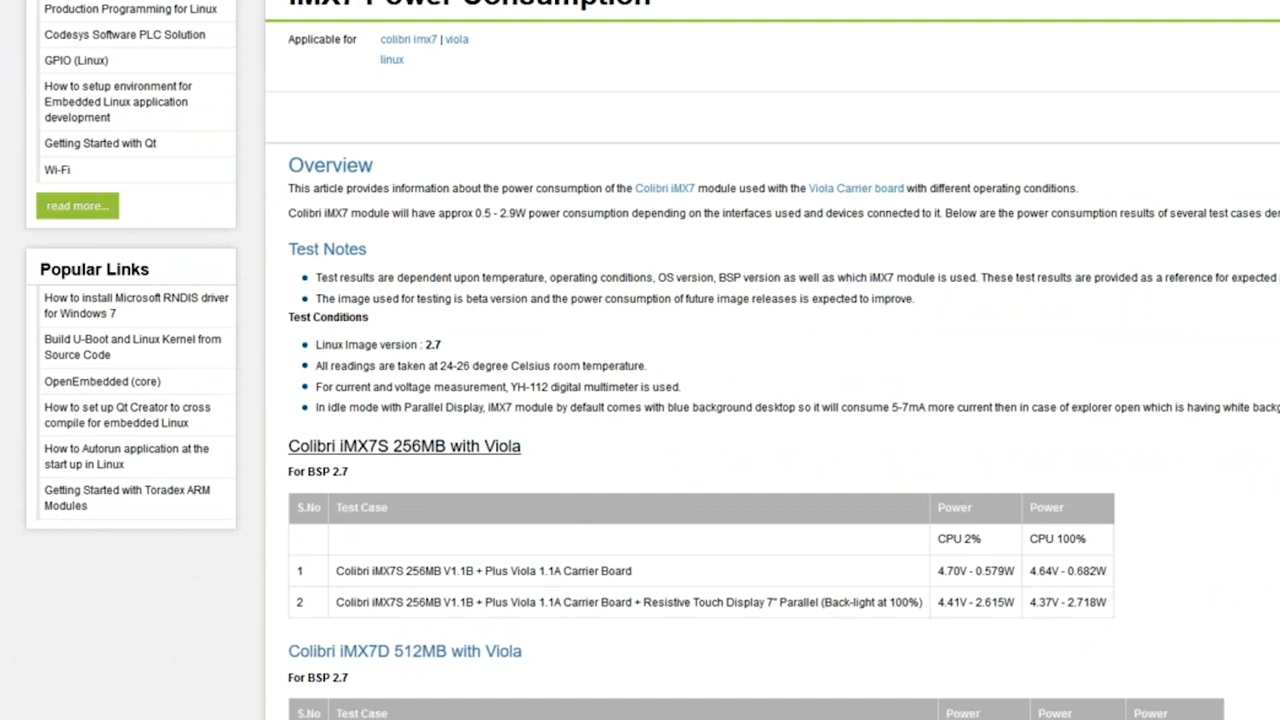 Production Programming for Linux
Codesys Software PLC Solution
GPIO (Linux)
How to setup environment for
Embedded Linux application
development
Getting Started with Qt
Wi-Fi
read more...
Popular Links
How to install Microsoft RNDIS driver
for Windows 7
Build U-Boot and Linux Kernel from
Source Code
OpenEmbedded (core)
How to set up Qt Creator to cross
compile for embedded Linux
How to Autorun application at the
start up in Linux
Getting Started with Toradex ARM
Modules
iMX7 Power Consumption
Applicable for colibri imx7 | viola
linux
Overview
This article provides information about the power consumption of the Colibri iMX7 module used with the Viola Carrier board with different operating conditions.
Colibri iMX7 module will have approx 0.5 - 2.9W power consumption depending on the interfaces used and devices connected to it. Below are the power consumption results of several test cases
Test Notes
Test results are dependent upon temperature, operating conditions, OS version, BSP version as well as which iMX7 module is used. These test results are provided as a reference for expected
The image used for testing is beta version and the power consumption of future image releases is expected to improve.
Test Conditions
Linux Image version : 2.7
All readings are taken at 24-26 degree Celsius room temperature.
For current and voltage measurement, YH-112 digital multimeter is used.
In idle mode with Parallel Display, iMX7 module by default comes with blue background desktop so it will consume 5-7mA more current then in case of explorer open which is having white
Colibri iMX7S 256MB with Viola
For BSP 2.7
S.No Test Case Power Power
CPU 2% CPU 100%
1 Colibri iMX7S 256MB V1.1B + Plus Viola 1.1A Carrier Board 4.70V - 0.579W 4.64V - 0.682W
2 Colibri iMX7S 256MB V1.1B + Plus Viola 1.1A Carrier Board + Resistive Touch Display 7" Parallel (Back-light at 100%) 4.41V - 2.615W 4.37V - 2.718W
Colibri iMX7D 512MB with Viola
For BSP 2.7
S.No Test Case Power Power Power